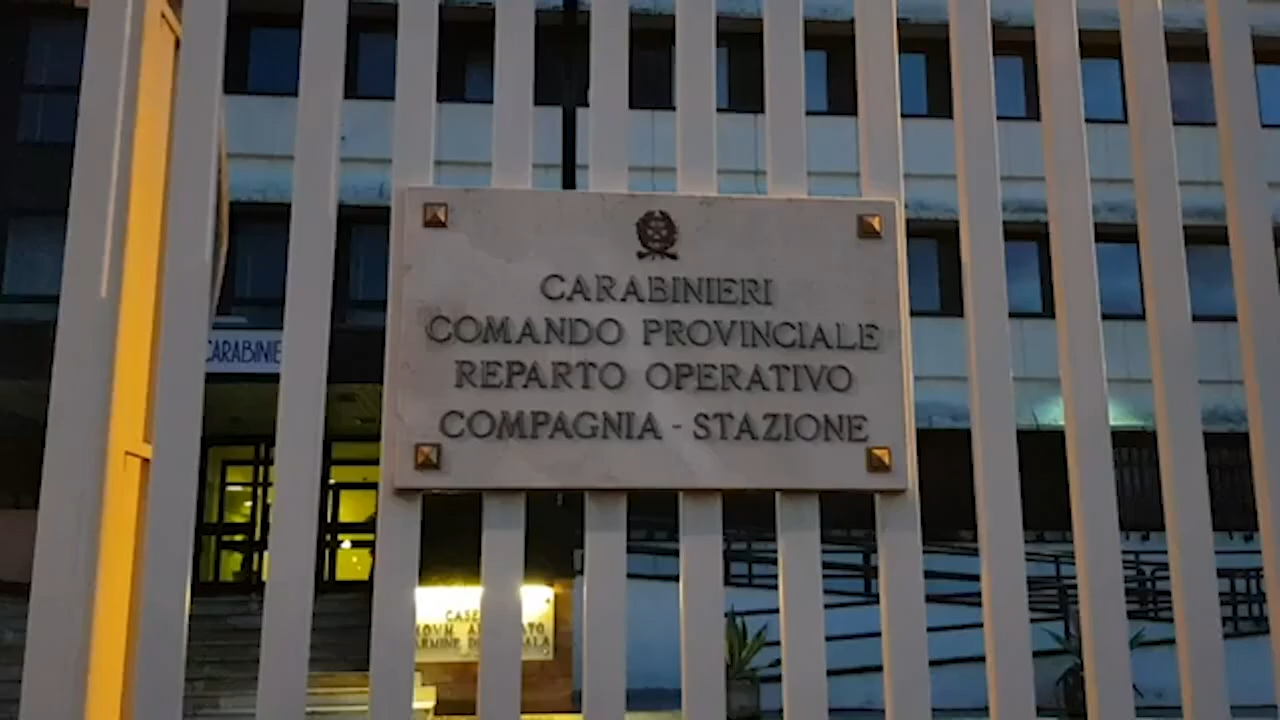 CARABINIERI
COMANDO PROVINCIALE
REPARTO OPERATIVO
COMPAGNIA - STAZIONE
CARABINIE